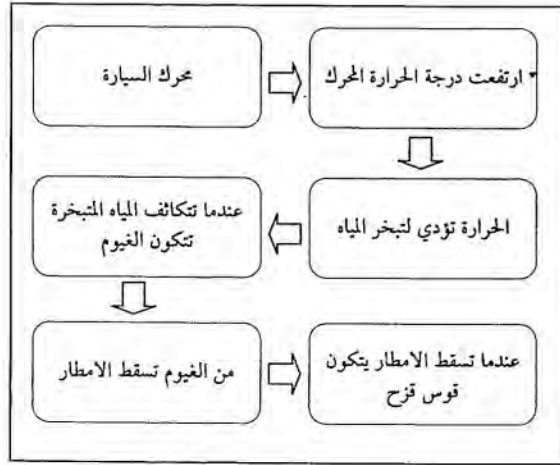 محرك السيارة
ارتفعت درجة الحرارة المحرك
الحرارة تؤدي لتبخر المياه
عندما تتكاثف المياه المتبخرة
تتكون الغيوم
من الغيوم تسقط الامطار
عندما تسقط الامطار يتكون
قوس قزح